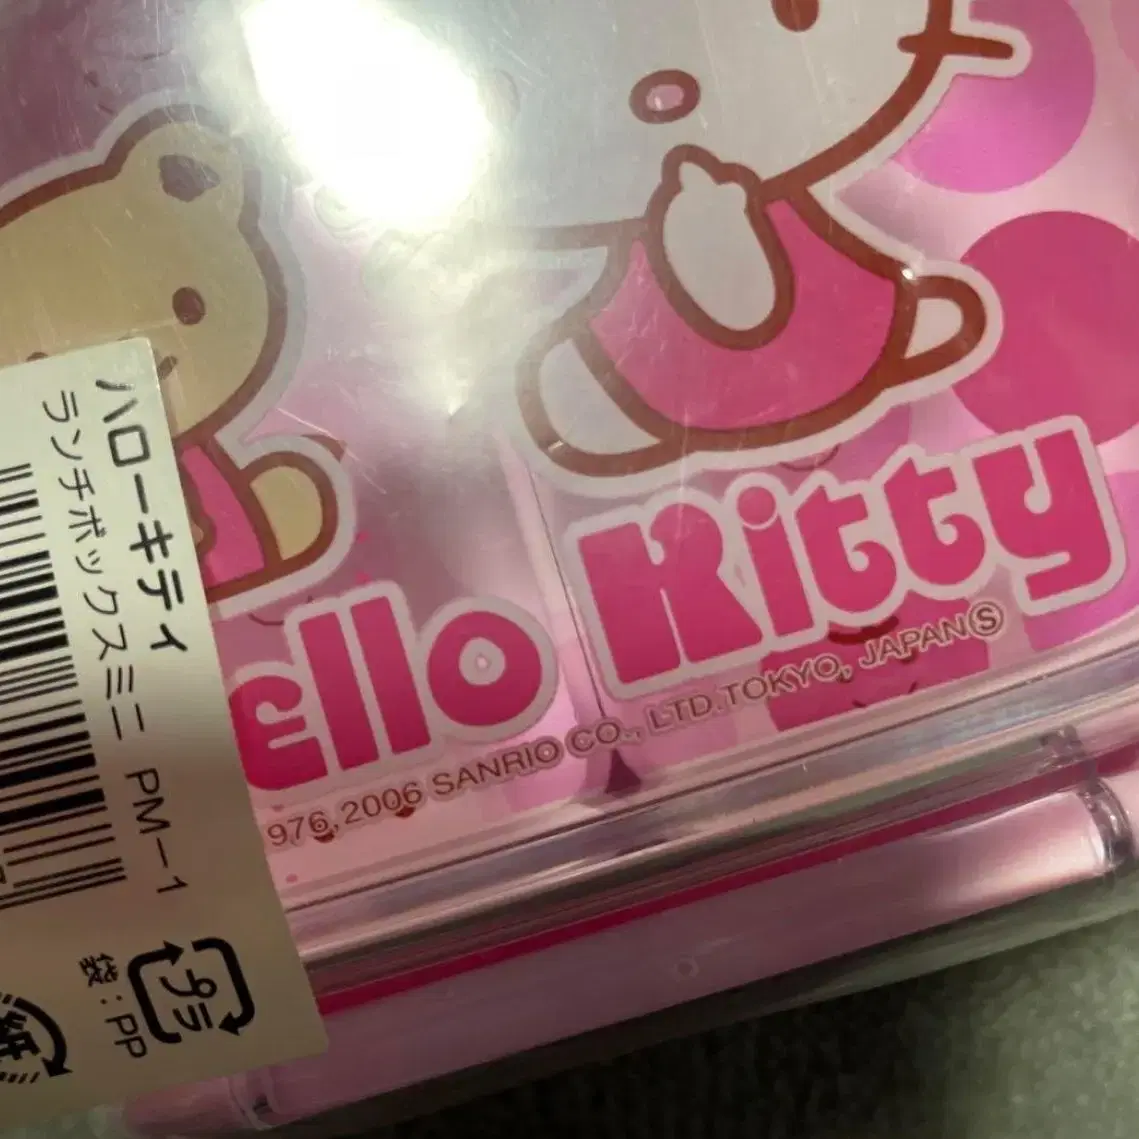 ハローキティ
ランチボックスミニ PM-1
プラ
袋:PP
紙
ello Kitty
976,2006 SANRIO CO., LTD.TOKYO, JAPAN Ⓢ